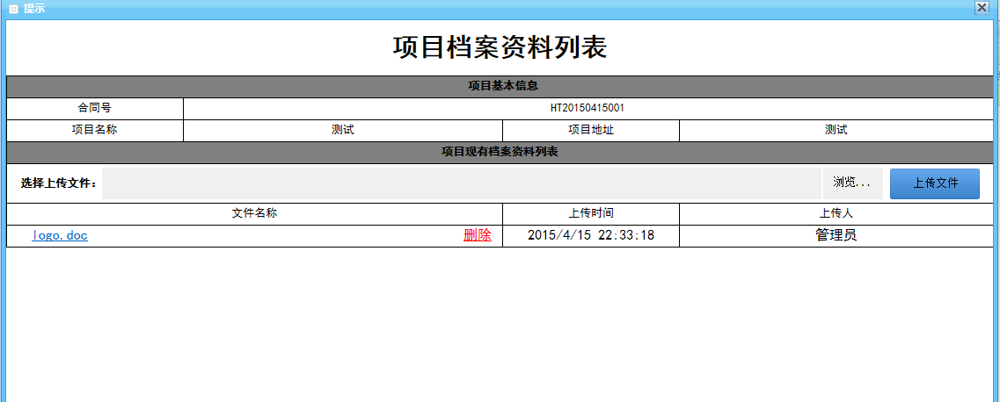 提示
项目档案资料列表
项目基本信息
合同号 HT20150415001
项目名称 测试 项目地址 测试
项目现有档案资料列表
选择上传文件: 浏览... 上传文件
文件名称 上传时间 上传人
logo.doc 删除 2015/4/15 22:33:18 管理员